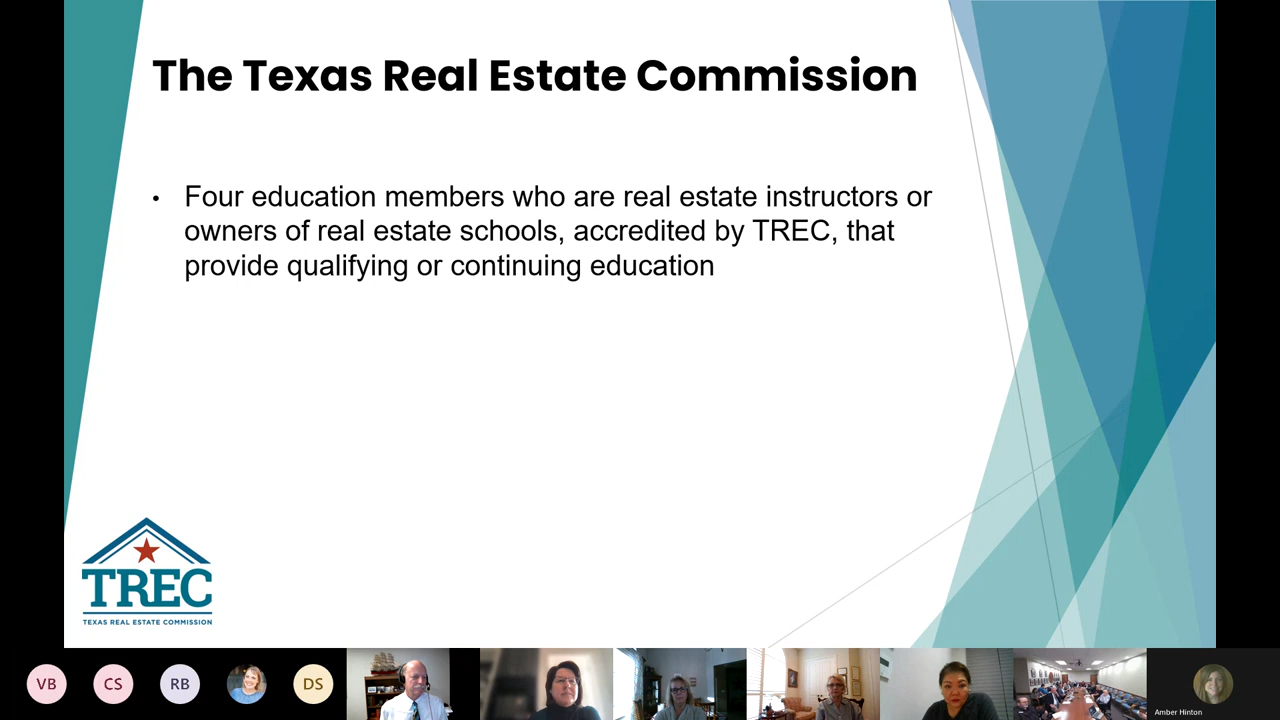 The Texas Real Estate Commission
• Four education members who are real estate instructors or
owners of real estate schools, accredited by TREC, that
provide qualifying or continuing education
TREC
TEXAS REAL ESTATE COMMISSION
VB
CS
RB
DS
Amber Hinton